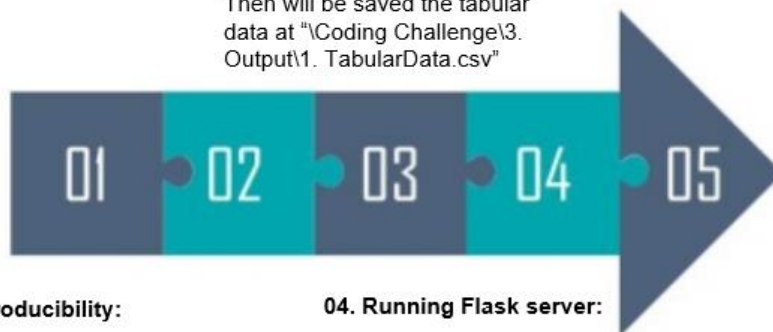 Then will be saved the tabular
data at “\Coding Challenge\3.
Output\1. TabularData.csv”
01 02 03 04 05
oducibility:
04. Running Flask server: